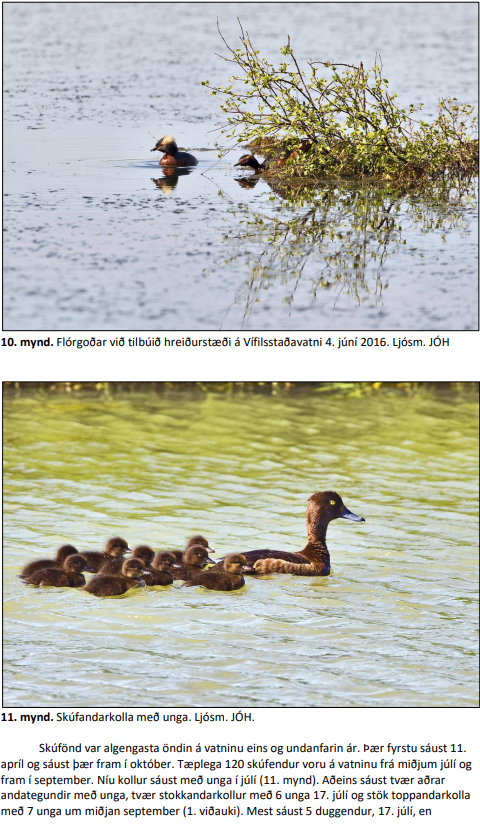 10. mynd. Flórgoðar við tilbúið hreiðurstæði á Vífilsstaðavatni 4. júní 2016. Ljósm. JÓH
11. mynd. Skúfandarkolla með unga. Ljósm. JÓH.
Skúfönd var algengasta öndin á vatninu eins og undanfarin ár. Þær fyrstu sáust 11.
apríl og sáust þær fram í október. Tæplega 120 skúfendur voru á vatninu frá miðjum júlí og
fram í september. Níu kollur sáust með unga í júlí (11. mynd). Aðeins sáust tvær aðrar
andategundir með unga, tvær stokkandarkollur með 6 unga 17. júlí og stök toppandarkolla
með 7 unga um miðjan september (1. viðauki). Mest sáust 5 duggendur, 17. júlí, en